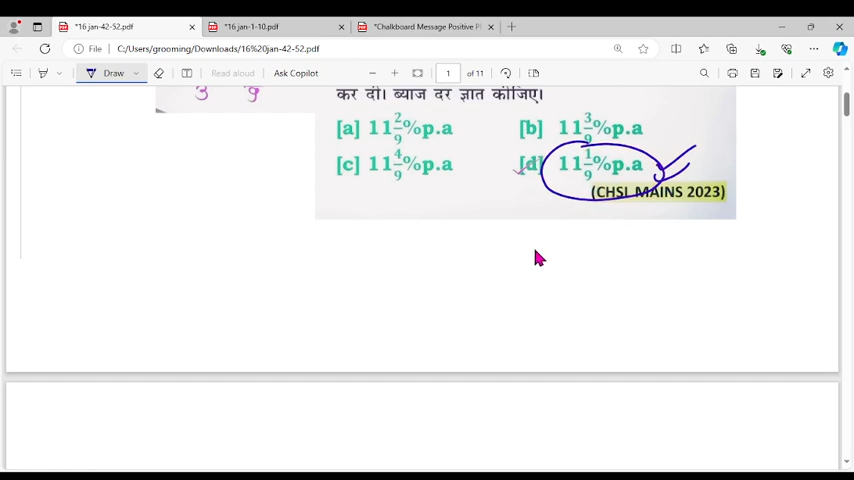 *16 jan-42-52.pdf
*16 jan-1-10.pdf
*Chalkboard Message Positive Pl
File
C:/Users/grooming/Downloads/16%20jan-42-52.pdf
Draw
Read aloud
Ask Copilot
1
of 11
3 9
कर दी। ब्याज दर ज्ञात कीजिए।
[a] 11 2/9 %p.a [b] 11 3/9 %p.a
[c] 11 4/9 %p.a [d] 11 1/9 %p.a
(CHSL MAINS 2023)